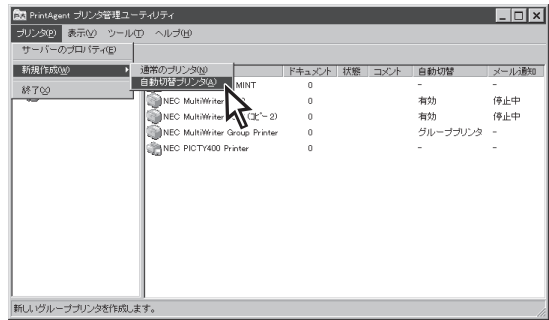 PrintAgent プリンタ管理ユーティリティ
プリンタ(P) 表示(V) ツール(T) ヘルプ(H)
サーバーのプロパティ(E)
新規作成(W)
終了(X)
通常のプリンタ(N)
自動切替プリンタ(A)
ドキュメント 状態 コメント 自動切替 メール通知
MINT 0 - -
NEC MultiWriter 0 有効 停止中
NEC MultiWriter (ピー 2) 0 有効 停止中
NEC MultiWriter Group Printer 0 グループプリンタ -
NEC PICTY400 Printer 0 - -
新しいグループプリンタを作成します。